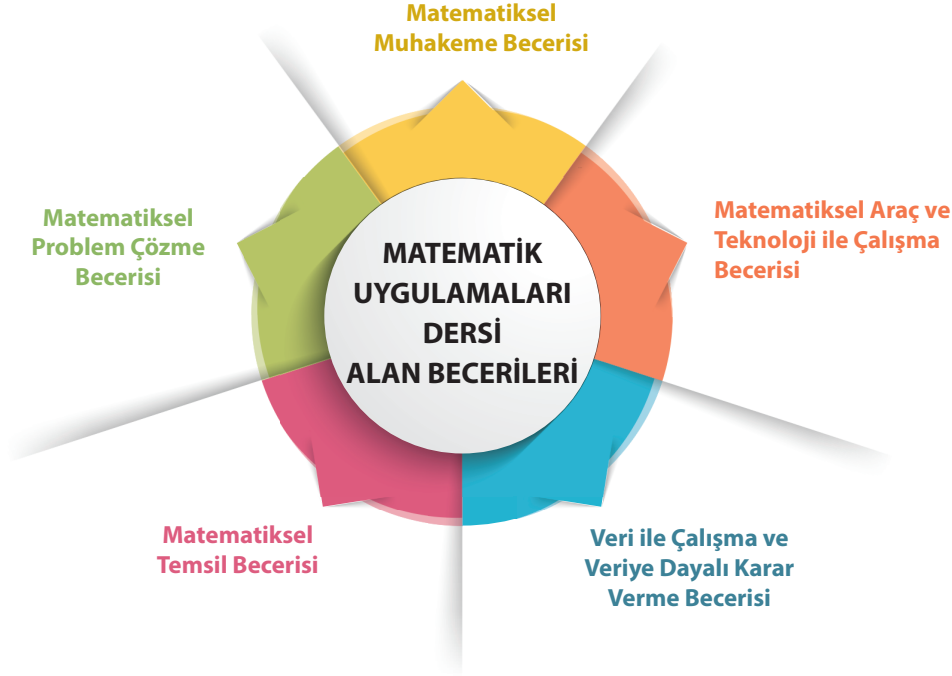 Matematiksel
Muhakeme Becerisi
Matematiksel
Problem Çözme
Becerisi
Matematiksel Araç ve
Teknoloji ile Çalışma
Becerisi
MATEMATİK
UYGULAMALARI
DERSİ
ALAN BECERİLERİ
Matematiksel
Temsil Becerisi
Veri ile Çalışma ve
Veriye Dayalı Karar
Verme Becerisi